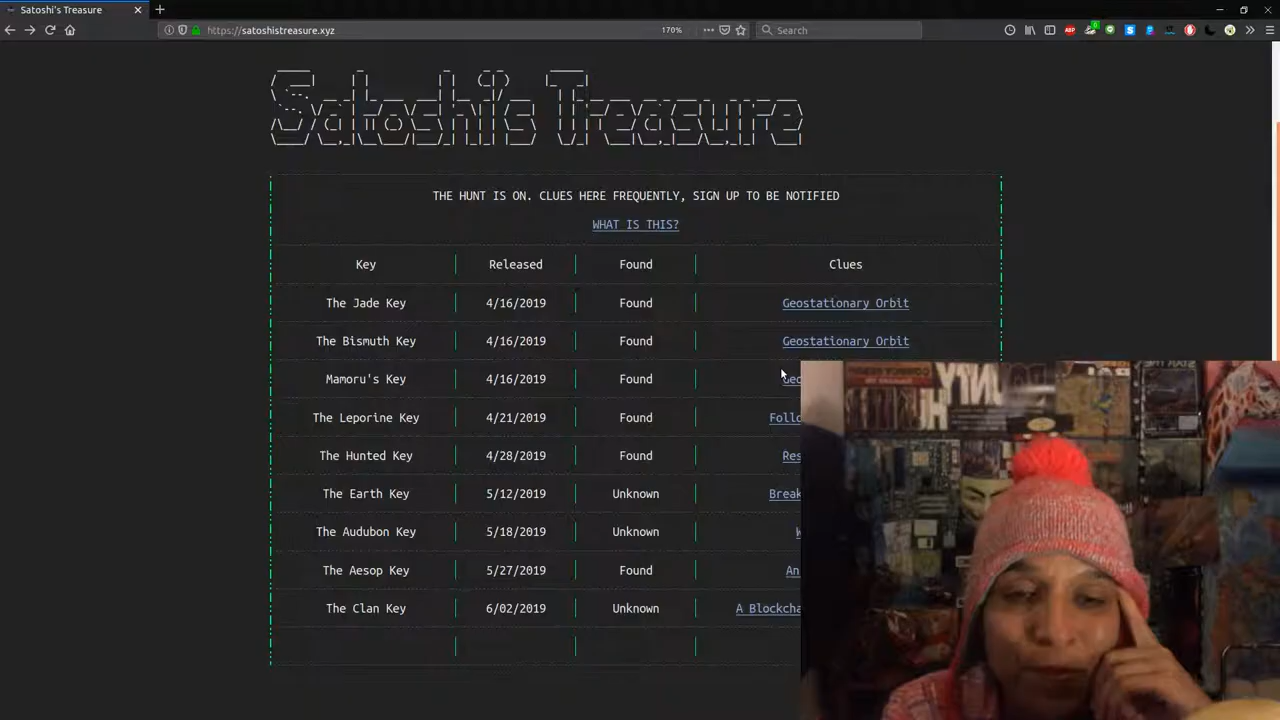 Satoshi's Treasure
https://satoshistreasure.xyz
170%
Search
ABP
6
Satoshi's Treasure
THE HUNT IS ON. CLUES HERE FREQUENTLY, SIGN UP TO BE NOTIFIED
WHAT IS THIS?
Key Released Found Clues
The Jade Key 4/16/2019 Found Geostationary Orbit
The Bismuth Key 4/16/2019 Found Geostationary Orbit
Mamoru's Key 4/16/2019 Found
The Leporine Key 4/21/2019 Found
The Hunted Key 4/28/2019 Found
The Earth Key 5/12/2019 Unknown
The Audubon Key 5/18/2019 Unknown
The Aesop Key 5/27/2019 Found
The Clan Key 6/02/2019 Unknown A